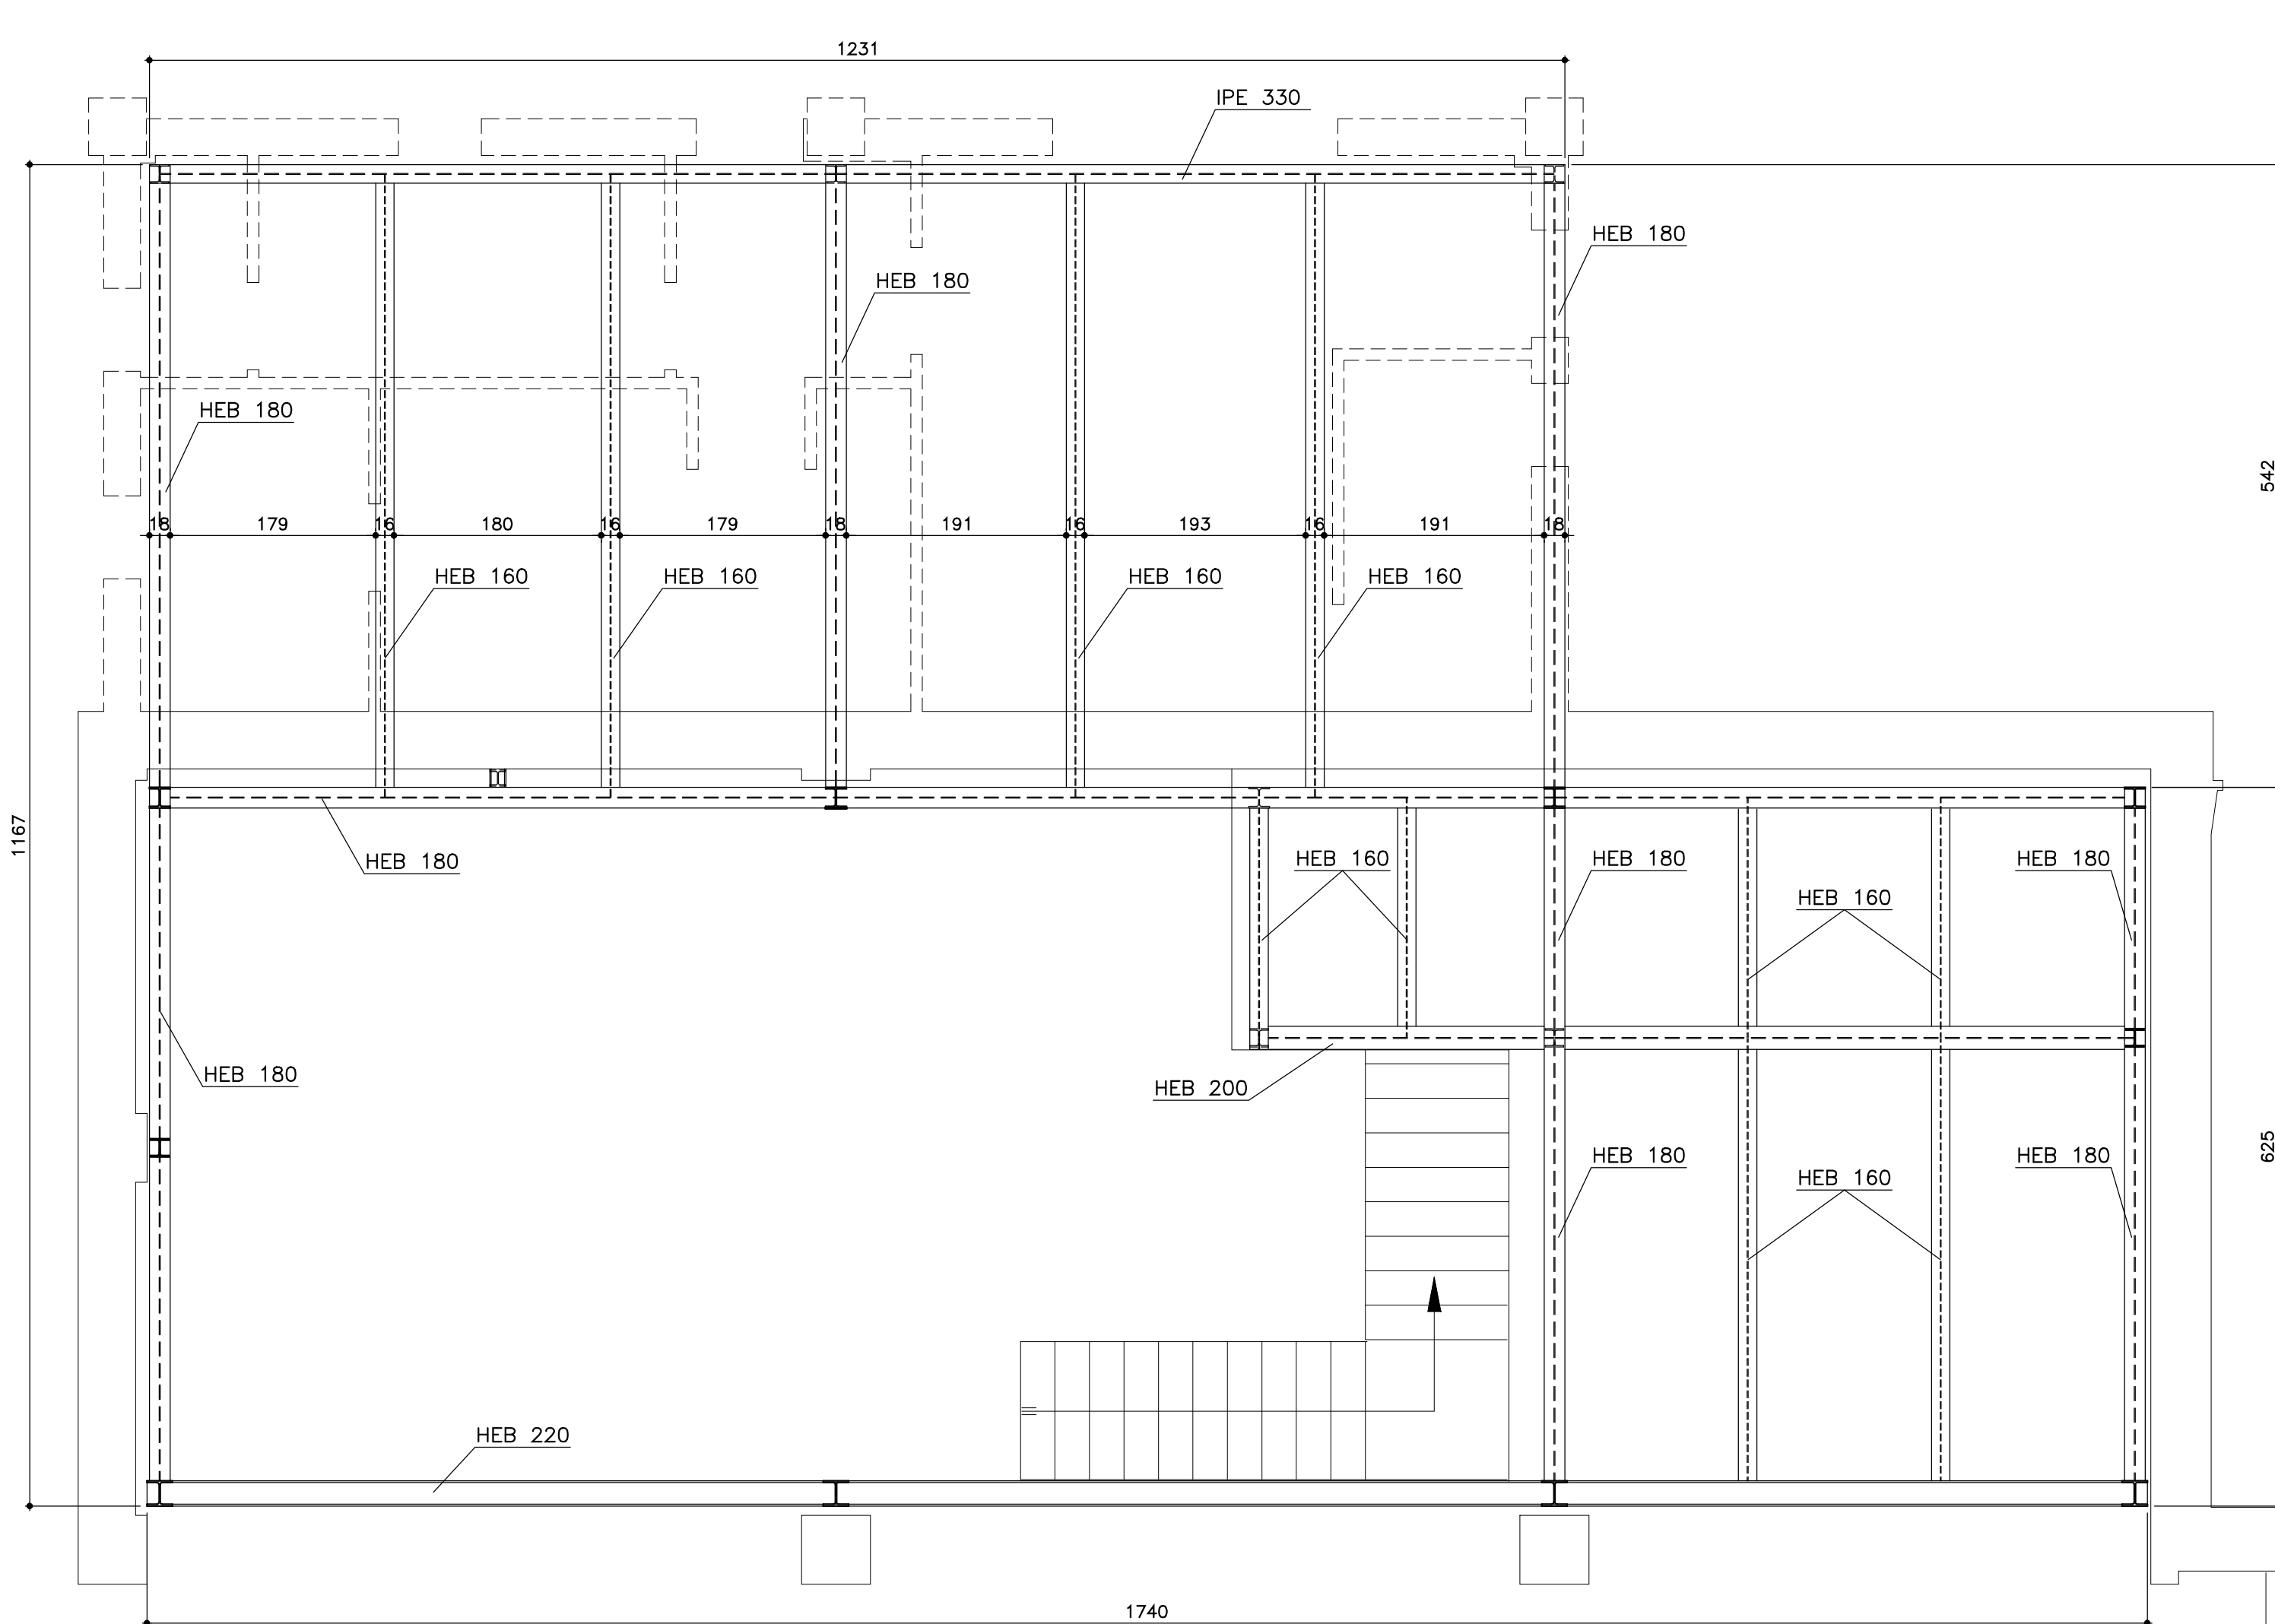 1231
IPE 330
HEB 180
HEB 180
HEB 180
542
18 179 16 180 16 179 18 191 16 193 16 191 18
HEB 160 HEB 160 HEB 160 HEB 160
1167
HEB 180 HEB 160 HEB 180 HEB 180
HEB 160
HEB 180 HEB 200
HEB 180 HEB 180
625
HEB 160
HEB 220
1740